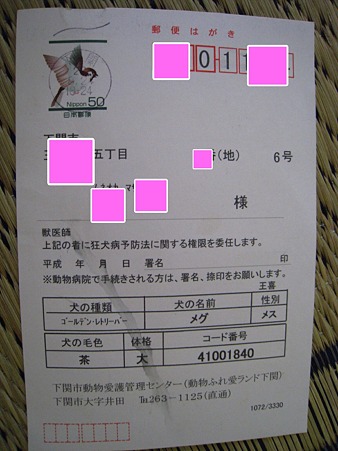 郵便はがき
011
Nippon 50
日本郵便
下関市
五丁目 (地) 6号
様
獣医師
上記の者に狂犬病予防法に関する権限を委任します。
平成 年 月 日 署名 印
※動物病院で手続きされる方は、署名、捺印をお願いします。
王喜
犬の種類 犬の名前 性別
ゴールデン・レトリーバー メグ メス
犬の毛色 体格 コード番号
茶 大 41001840
下関市動物愛護管理センター(動物ふれ愛ランド下関)
下関市大字井田 ℡263-1125(直通)
1072/3330